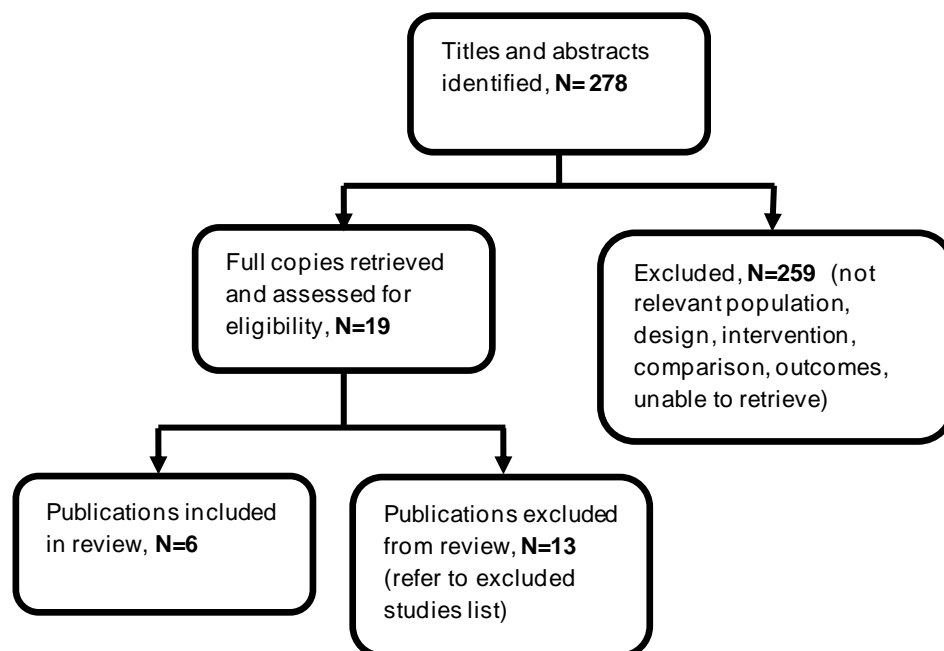 Titles and abstracts
identified, N= 278
Full copies retrieved
and assessed for
eligibility, N=19
Excluded, N=259 (not
relevant population,
design, intervention,
comparison, outcomes,
unable to retrieve)
Publications included
in review, N=6
Publications excluded
from review, N=13
(refer to excluded
studies list)